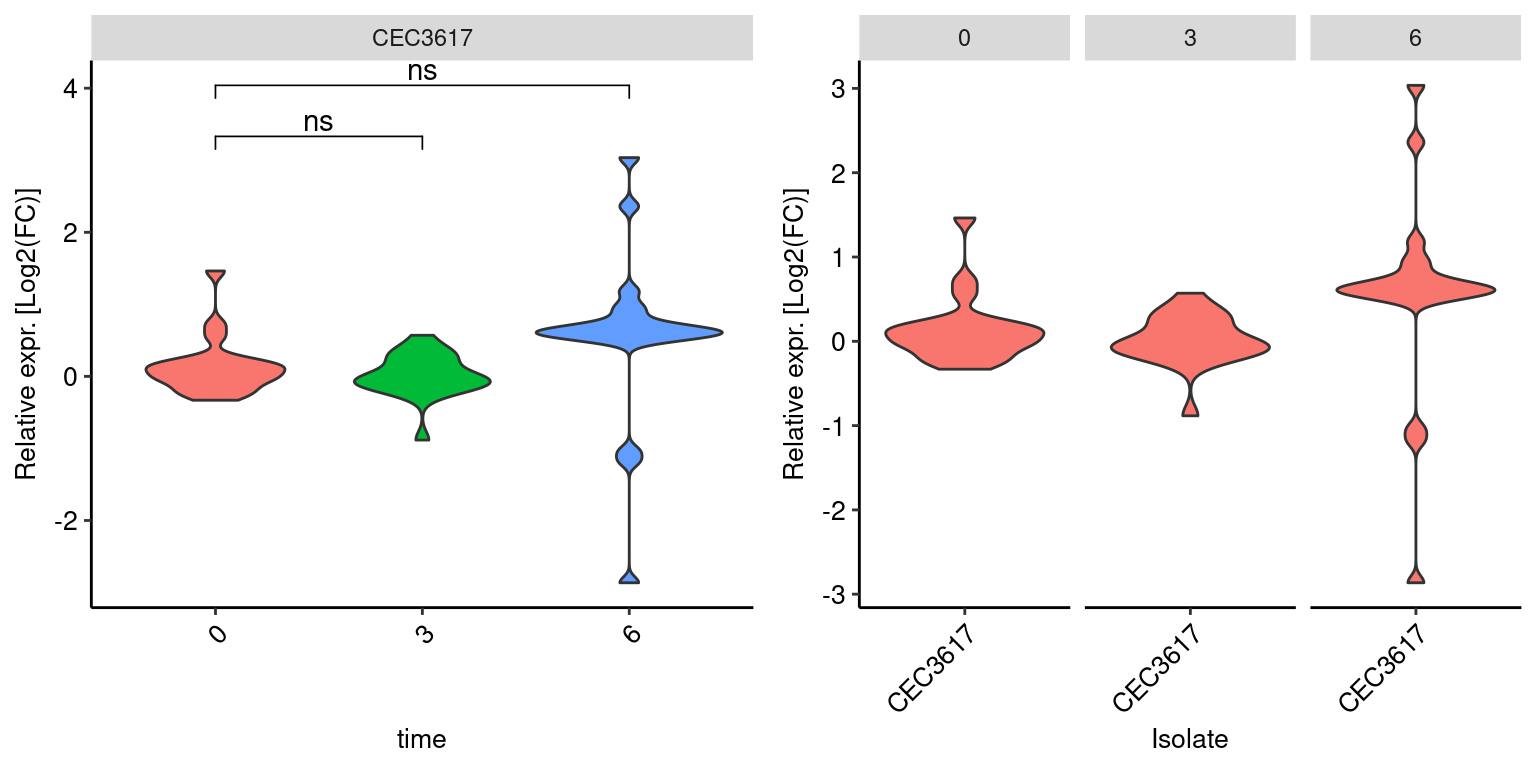 CEC3617
ns
ns
4
2
0
-2
Relative expr. [Log2(FC)]
0
3
6
time
0
3
6
3
2
1
0
-1
-2
-3
Relative expr. [Log2(FC)]
CEC3617
CEC3617
CEC3617
Isolate